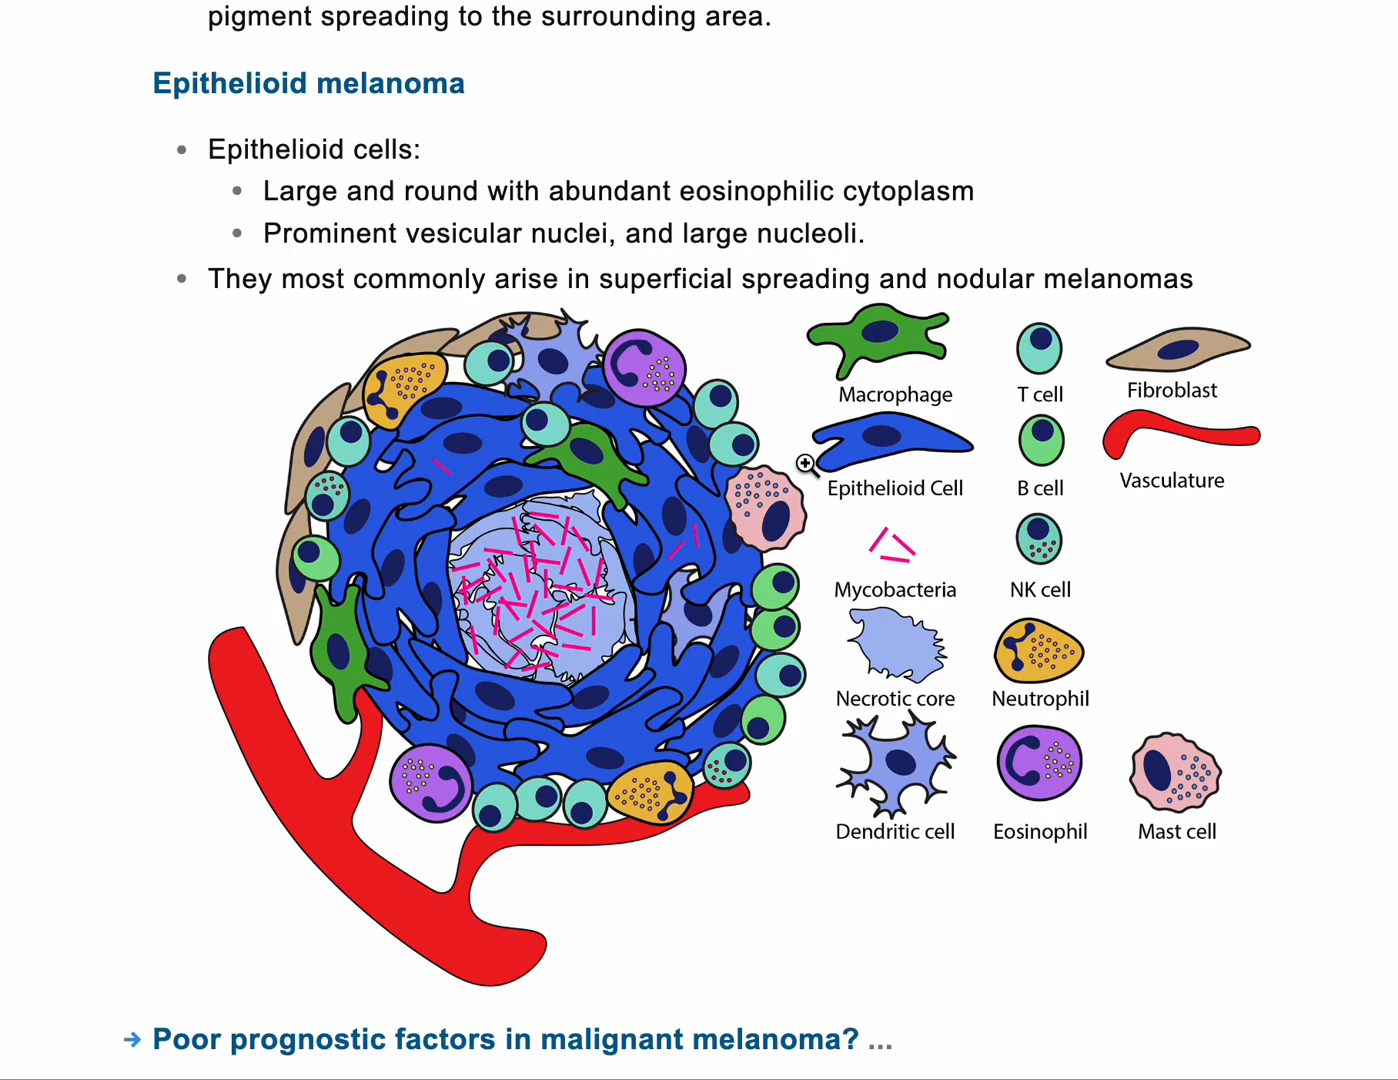 pigment spreading to the surrounding area.
Epithelioid melanoma
• Epithelioid cells:
• Large and round with abundant eosinophilic cytoplasm
• Prominent vesicular nuclei, and large nucleoli.
• They most commonly arise in superficial spreading and nodular melanomas
Macrophage
T cell
Fibroblast
Epithelioid Cell
B cell
Vasculature
Mycobacteria
NK cell
Necrotic core
Neutrophil
Dendritic cell
Eosinophil
Mast cell
→ Poor prognostic factors in malignant melanoma? ...